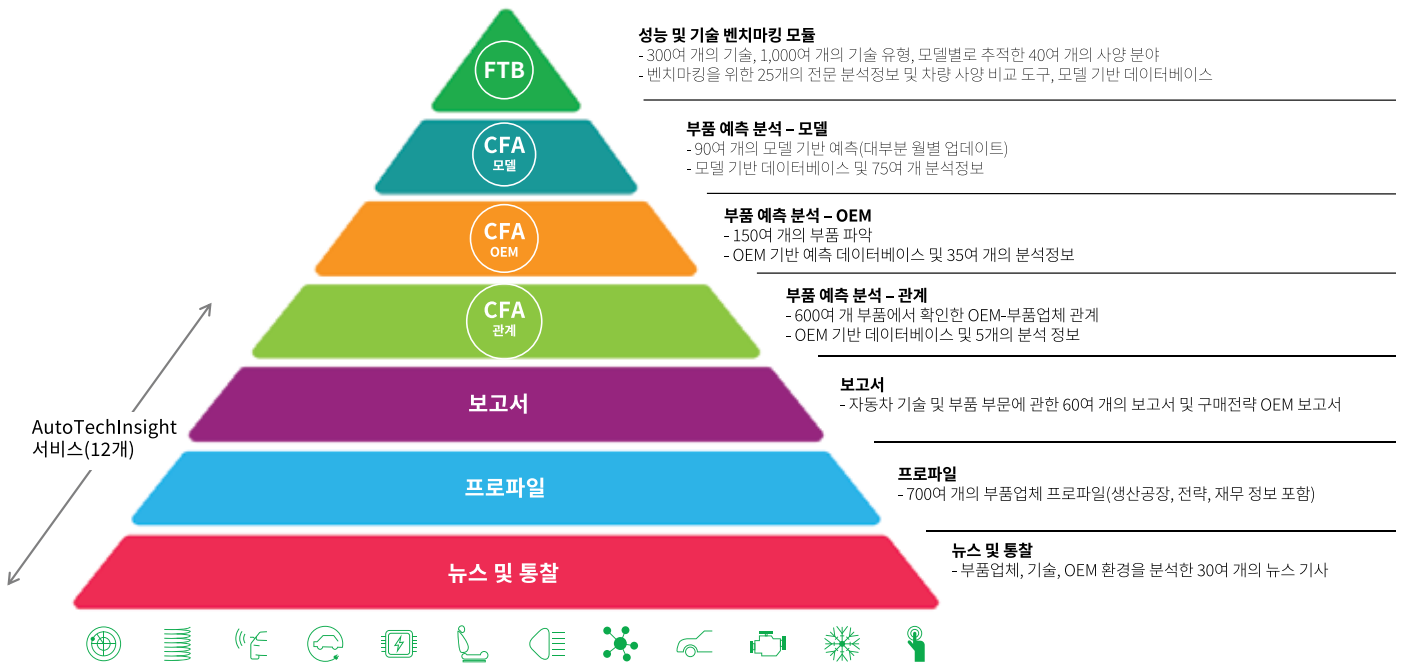 FTB
성능 및 기술 벤치마킹 모듈
- 300여 개의 기술, 1,000여 개의 기술 유형, 모델별로 추적한 40여 개의 사양 분야
- 벤치마킹을 위한 25개의 전문 분석정보 및 차량 사양 비교 도구, 모델 기반 데이터베이스
CFA
모델
부품 예측 분석 – 모델
- 90여 개의 모델 기반 예측(대부분 월별 업데이트)
- 모델 기반 데이터베이스 및 75여 개 분석정보
CFA
OEM
부품 예측 분석 – OEM
- 150여 개의 부품 파악
- OEM 기반 예측 데이터베이스 및 35여 개의 분석정보
CFA
관계
부품 예측 분석 – 관계
- 600여 개 부품에서 확인한 OEM-부품업체 관계
- OEM 기반 데이터베이스 및 5개의 분석 정보
보고서
보고서
- 자동차 기술 및 부품 부문에 관한 60여 개의 보고서 및 구매전략 OEM 보고서
AutoTechInsight
서비스(12개)
프로파일
프로파일
- 700여 개의 부품업체 프로파일(생산공장, 전략, 재무 정보 포함)
뉴스 및 통찰
뉴스 및 통찰
- 부품업체, 기술, OEM 환경을 분석한 30여 개의 뉴스 기사